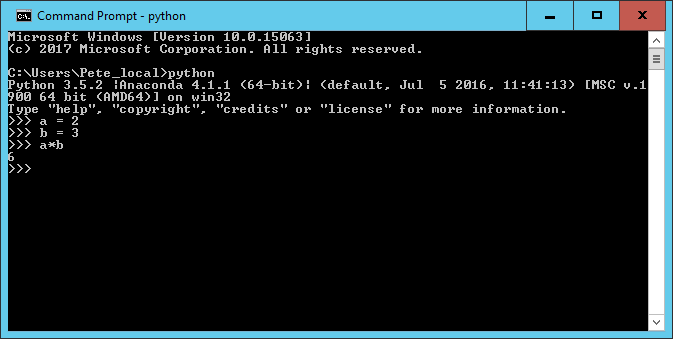 Command Prompt - python
Microsoft Windows [Version 10.0.15063]
(c) 2017 Microsoft Corporation. All rights reserved.
C:\Users\Pete_local>python
Python 3.5.2 ¦Anaconda 4.1.1 (64-bit)¦ (default, Jul  5 2016, 11:41:13) [MSC v.1
900 64 bit (AMD64)] on win32
Type "help", "copyright", "credits" or "license" for more information.
>>> a = 2
>>> b = 3
>>> a*b
6
>>>